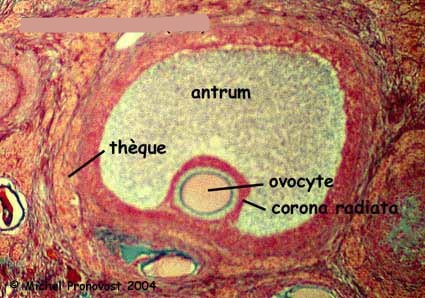 antrum
thèque
ovocyte
corona radiata
© Michel Pronovost 2004